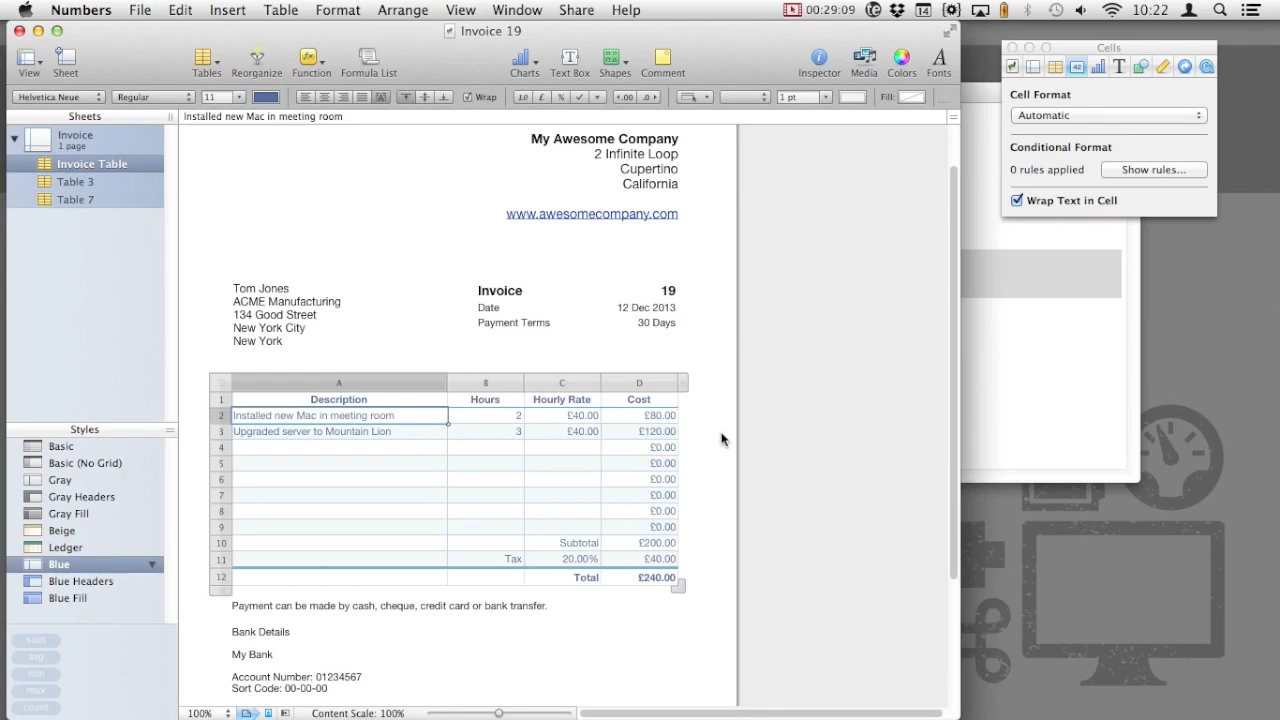 Numbers File Edit Insert Table Format Arrange View Window Share Help 00:29:09 14 10:22
Invoice 19
View Sheet Tables Reorganize Function Formula List Charts Text Box Shapes Comment Inspector Media Colors Fonts
Helvetica Neue Regular 11 Wrap 1.0 £ % .00 .0 1 pt Fill:
Sheets Installed new Mac in meeting room
Invoice
1 page
Invoice Table
Table 3
Table 7
Styles
Basic
Basic (No Grid)
Gray
Gray Headers
Gray Fill
Beige
Ledger
Blue
Blue Headers
Blue Fill
sum
avg
min
max
count
My Awesome Company
2 Infinite Loop
Cupertino
California
www.awesomecompany.com
Tom Jones
ACME Manufacturing
134 Good Street
New York City
New York
Invoice 19
Date 12 Dec 2013
Payment Terms 30 Days
A B C D
1 Description Hours Hourly Rate Cost
2 Installed new Mac in meeting room 2 £40.00 £80.00
3 Upgraded server to Mountain Lion 3 £40.00 £120.00
4 £0.00
5 £0.00
6 £0.00
7 £0.00
8 £0.00
9 £0.00
10 Subtotal £200.00
11 Tax 20.00% £40.00
12 Total £240.00
Payment can be made by cash, cheque, credit card or bank transfer.
Bank Details
My Bank
Account Number: 01234567
Sort Code: 00-00-00
100% Content Scale: 100%
Cells
42 T
Cell Format
Automatic
Conditional Format
0 rules applied Show rules...
Wrap Text in Cell